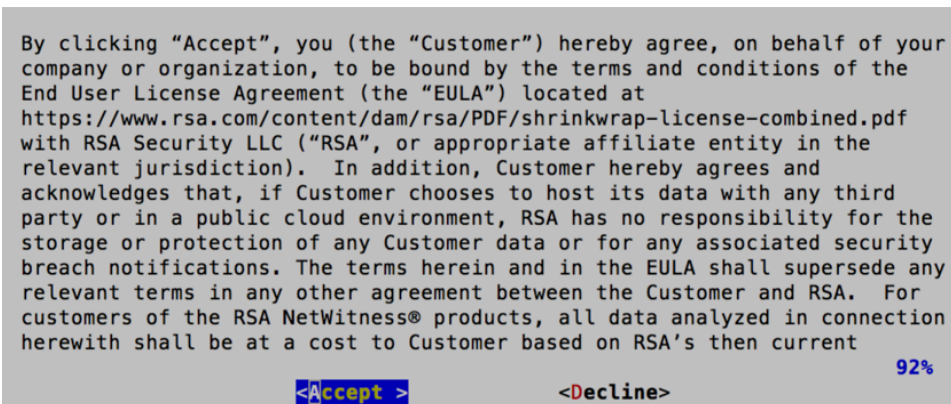 By clicking “Accept”, you (the “Customer”) hereby agree, on behalf of your
company or organization, to be bound by the terms and conditions of the
End User License Agreement (the “EULA”) located at
https://www.rsa.com/content/dam/rsa/PDF/shrinkwrap-license-combined.pdf
with RSA Security LLC (“RSA”, or appropriate affiliate entity in the
relevant jurisdiction).  In addition, Customer hereby agrees and
acknowledges that, if Customer chooses to host its data with any third
party or in a public cloud environment, RSA has no responsibility for the
storage or protection of any Customer data or for any associated security
breach notifications. The terms herein and in the EULA shall supersede any
relevant terms in any other agreement between the Customer and RSA.  For
customers of the RSA NetWitness® products, all data analyzed in connection
herewith shall be at a cost to Customer based on RSA’s then current
92%
<Accept > <Decline>